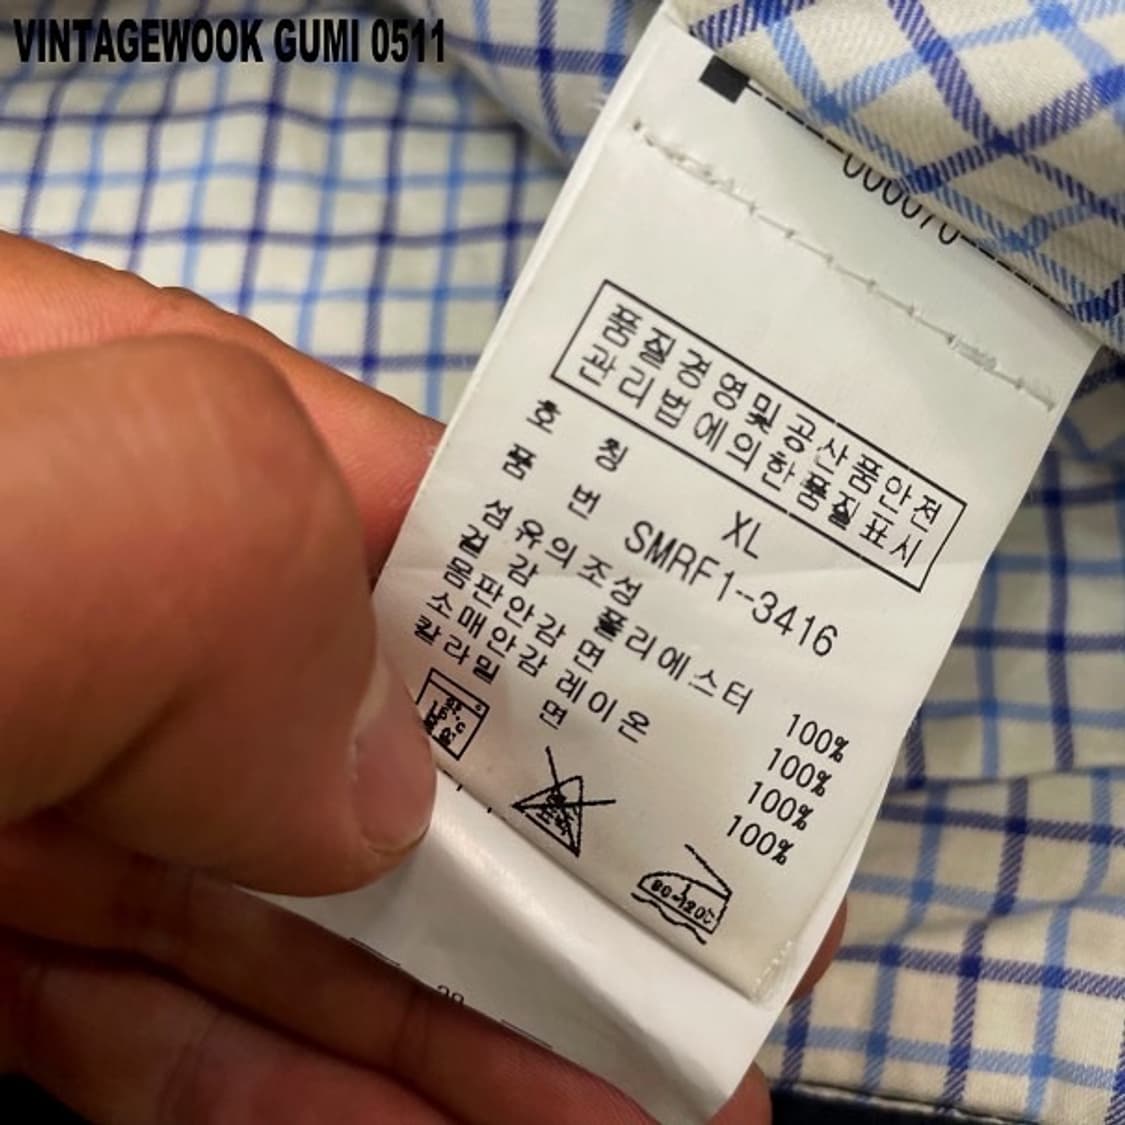 VINTAGEWOOK GUMI 0511
000070
품질경영및공산품안전
관리법에의한품질표시
호 칭 XL
품 번 SMRF1-3416
섬유의조성
겉 감 폴리에스터 100%
몸판안감 면 100%
소매안감 레이온 100%
칼라밑 면 100%
80-120℃